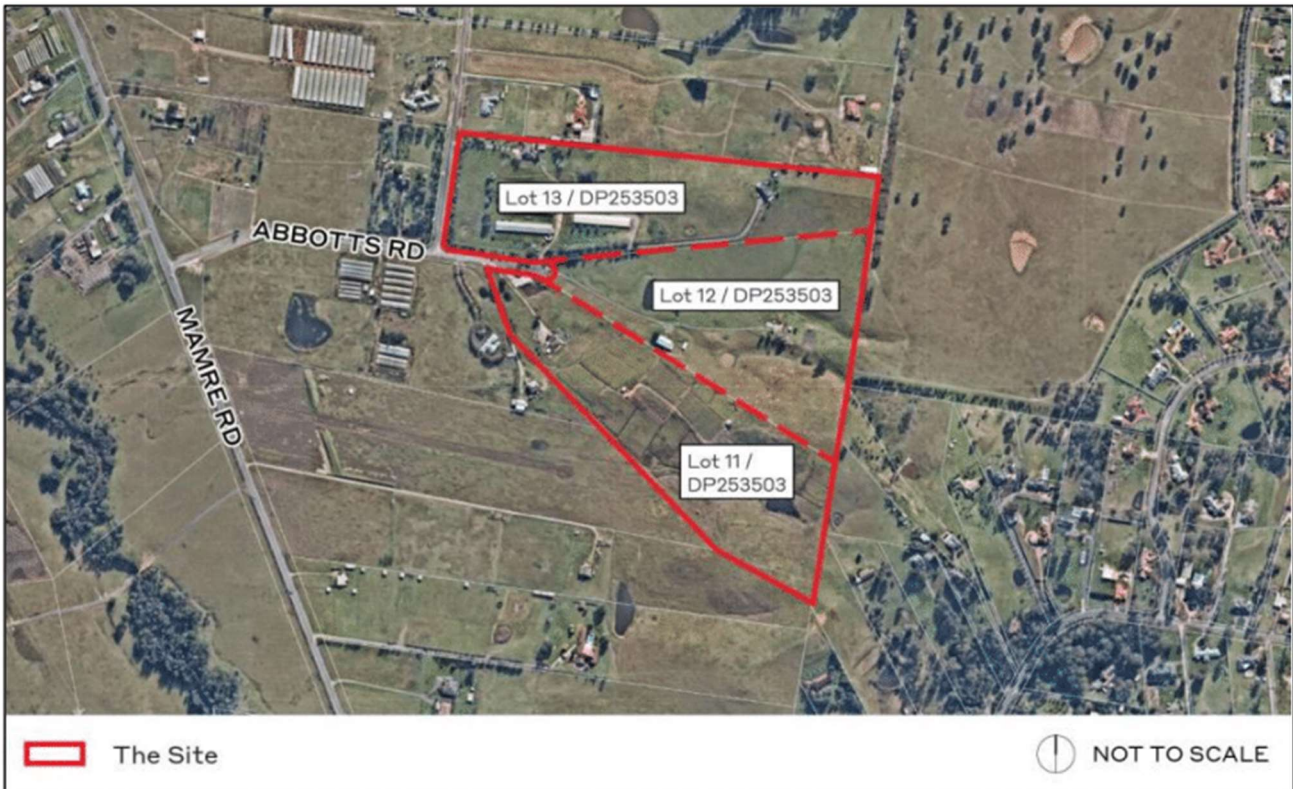 Lot 13 / DP253503
ABBOTTS RD
Lot 12 / DP253503
MAMRE RD
Lot 11 /
DP253503
The Site
NOT TO SCALE